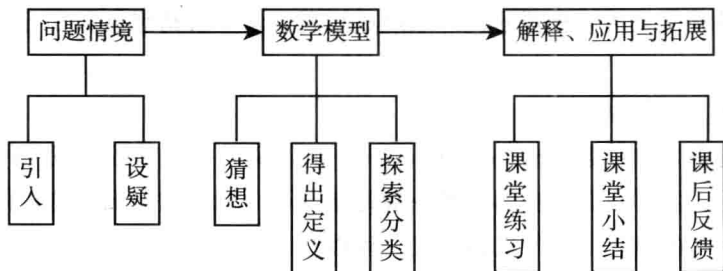 问题情境
数学模型
解释、应用与拓展
引入
设疑
猜想
得出定义
探索分类
课堂练习
课堂小结
课后反馈